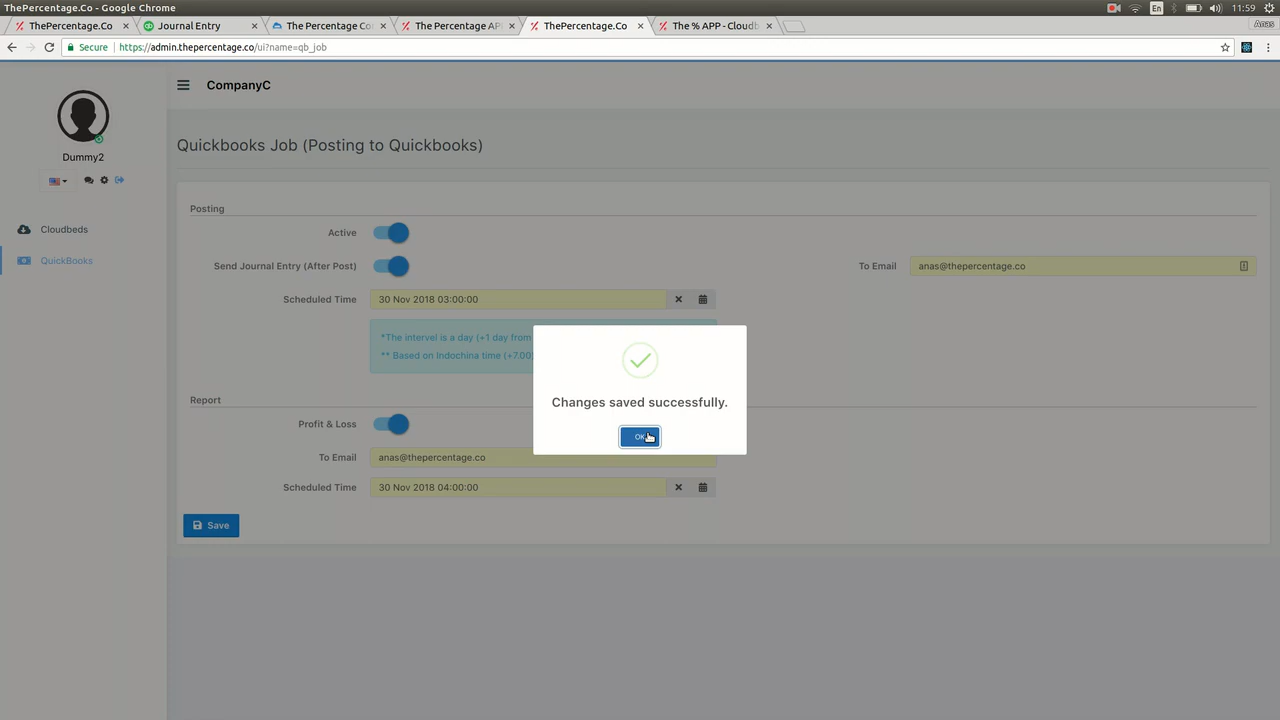 ThePercentage.Co - Google Chrome
En
11:59
ThePercentage.Co
Journal Entry
The Percentage Co
The Percentage AP
ThePercentage.Co
The % APP - Cloudb
Anas
Secure
https://admin.thepercentage.co/ui?name=qb_job
CompanyC
Dummy2
Cloudbeds
QuickBooks
Quickbooks Job (Posting to Quickbooks)
Posting
Active
Send Journal Entry (After Post)
To Email
anas@thepercentage.co
Scheduled Time
30 Nov 2018 03:00:00
*The intervel is a day (+1 day from
** Based on Indochina time (+7.00)
Changes saved successfully.
OK
Report
Profit & Loss
To Email
anas@thepercentage.co
Scheduled Time
30 Nov 2018 04:00:00
Save